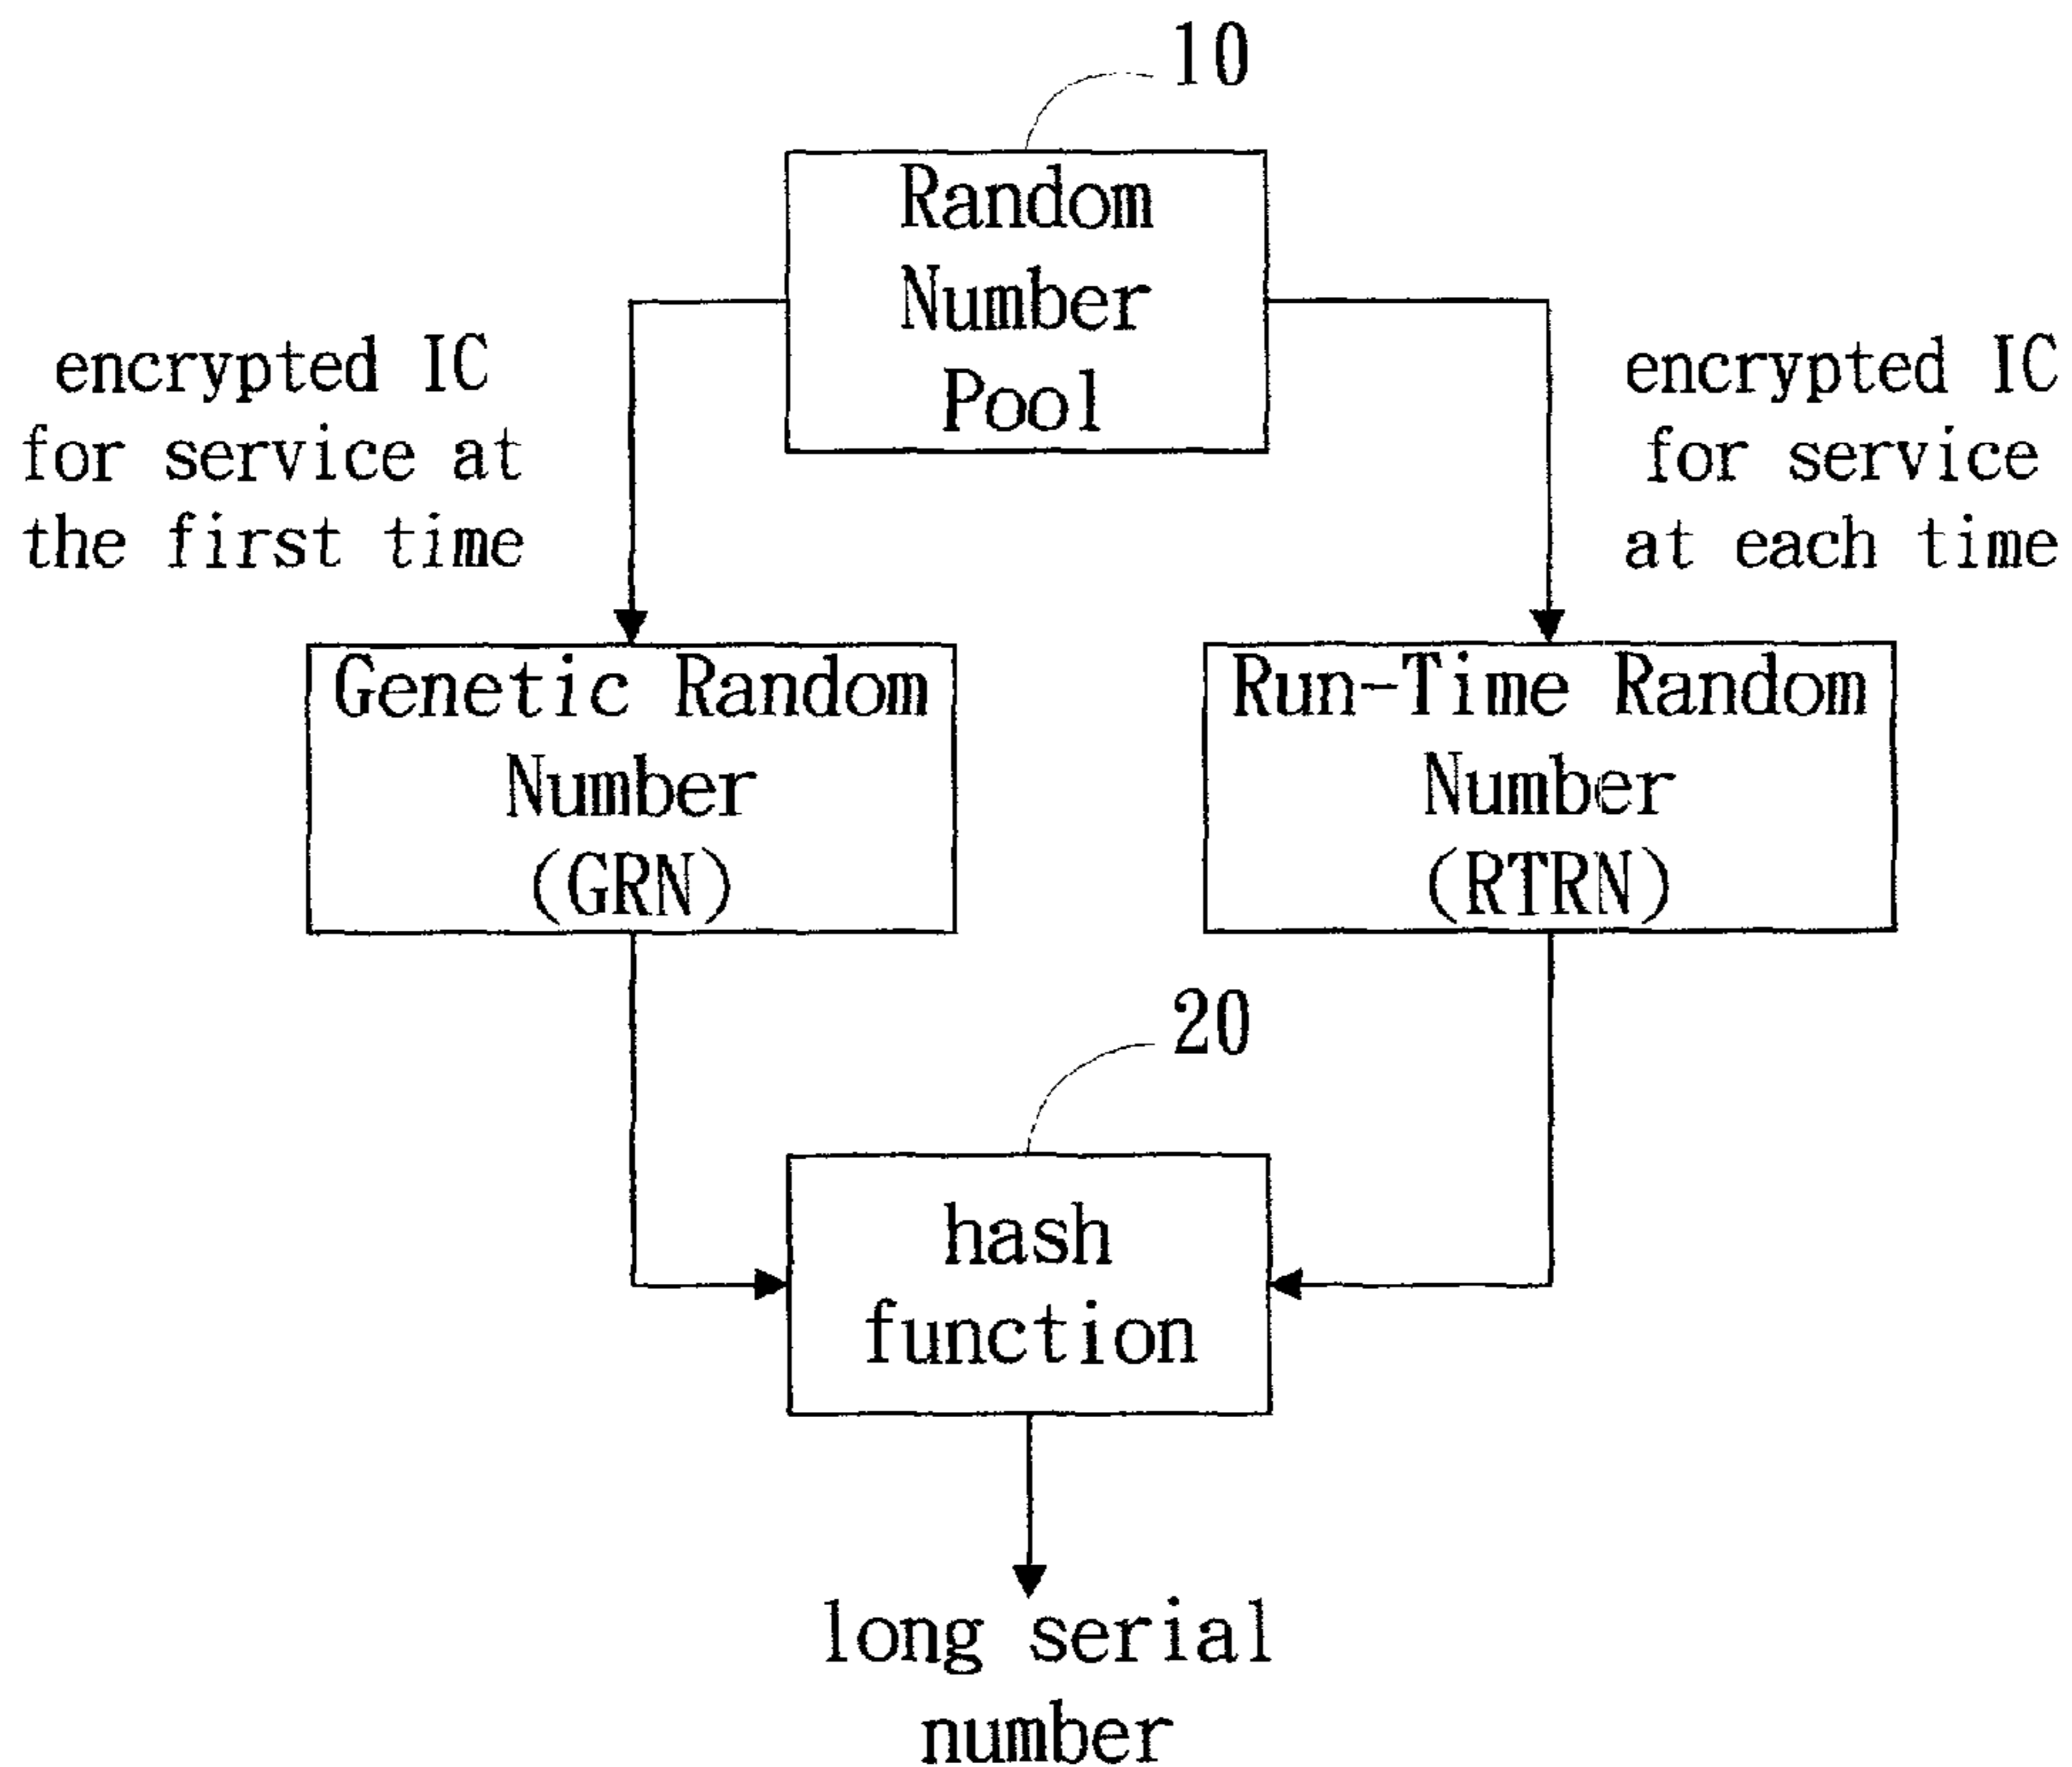 10
Random
Number
Pool
encrypted IC
for service at
the first time
encrypted IC
for service
at each time
Genetic Random
Number
(GRN)
Run-Time Random
Number
(RTRN)
20
hash
function
long serial
number